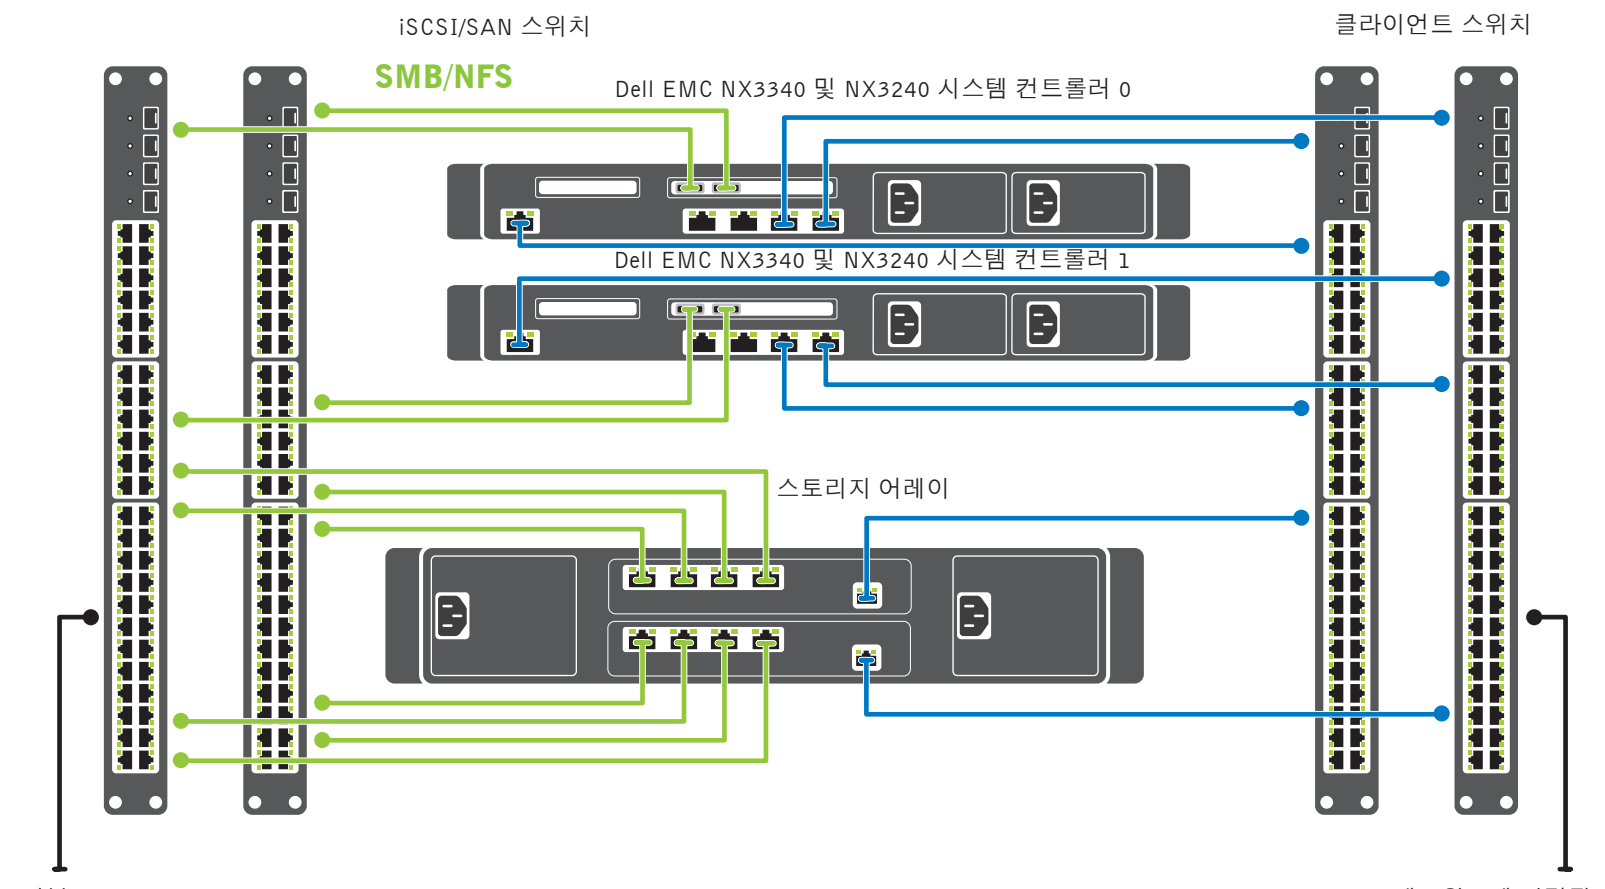 iSCSI/SAN 스위치
클라이언트 스위치
SMB/NFS
Dell EMC NX3340 및 NX3240 시스템 컨트롤러 0
Dell EMC NX3340 및 NX3240 시스템 컨트롤러 1
스토리지 어레이